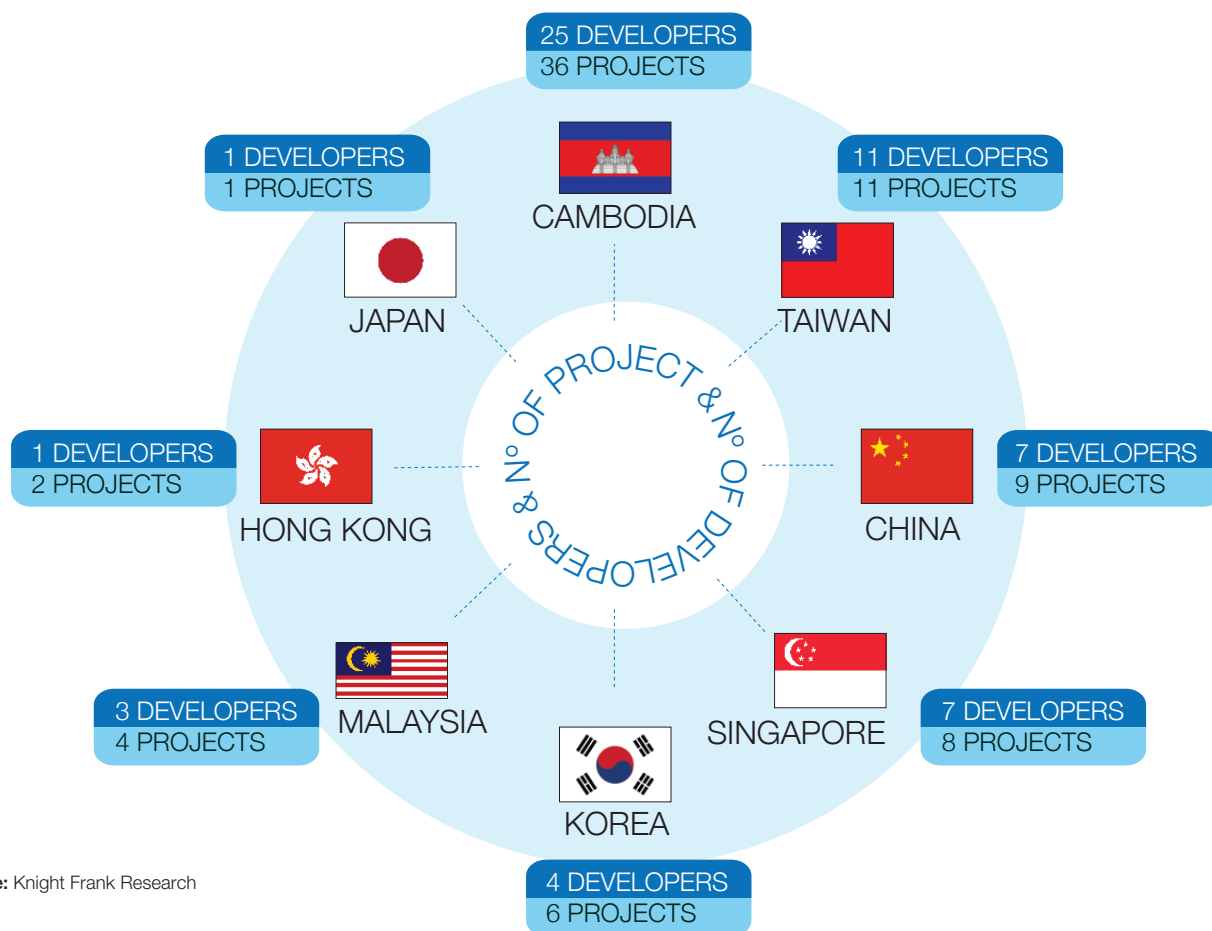 25 DEVELOPERS
36 PROJECTS
CAMBODIA
11 DEVELOPERS
11 PROJECTS
TAIWAN
7 DEVELOPERS
9 PROJECTS
CHINA
7 DEVELOPERS
8 PROJECTS
SINGAPORE
4 DEVELOPERS
6 PROJECTS
KOREA
3 DEVELOPERS
4 PROJECTS
MALAYSIA
1 DEVELOPERS
2 PROJECTS
HONG KONG
1 DEVELOPERS
1 PROJECTS
JAPAN
Nº OF PROJECT & Nº OF DEVELOPERS &
e: Knight Frank Research